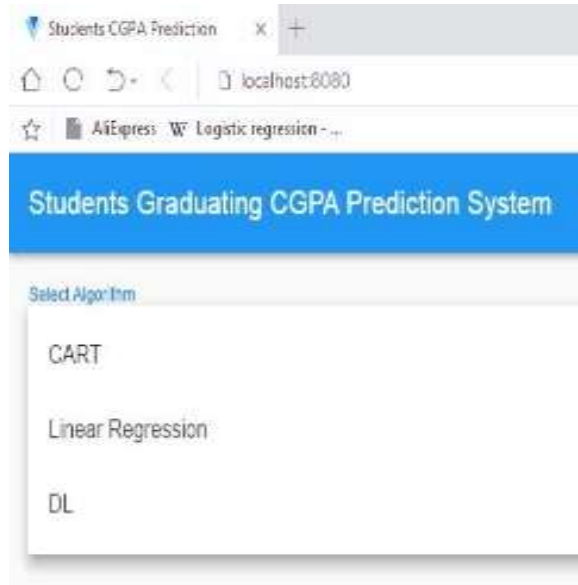 Students CGPA Prediction
localhost:8080
AliExpress W Logistic regression - ...
Students Graduating CGPA Prediction System
Select Algorithm
CART
Linear Regression
DL